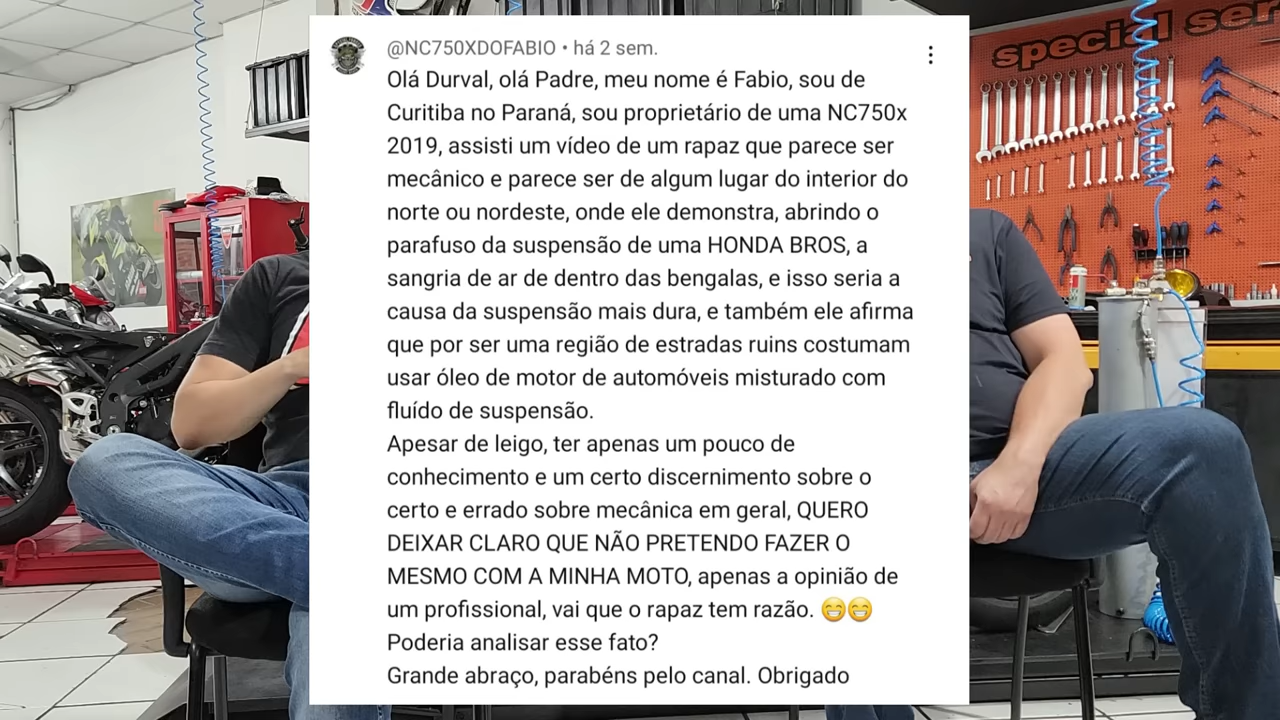 special ser
@NC750XDOFABIO • há 2 sem.
Olá Durval, olá Padre, meu nome é Fabio, sou de
Curitiba no Paraná, sou proprietário de uma NC750x
2019, assisti um vídeo de um rapaz que parece ser
mecânico e parece ser de algum lugar do interior do
norte ou nordeste, onde ele demonstra, abrindo o
parafuso da suspensão de uma HONDA BROS, a
sangria de ar de dentro das bengalas, e isso seria a
causa da suspensão mais dura, e também ele afirma
que por ser uma região de estradas ruins costumam
usar óleo de motor de automóveis misturado com
fluído de suspensão.
Apesar de leigo, ter apenas um pouco de
conhecimento e um certo discernimento sobre o
certo e errado sobre mecânica em geral, QUERO
DEIXAR CLARO QUE NÃO PRETENDO FAZER O
MESMO COM A MINHA MOTO, apenas a opinião de
um profissional, vai que o rapaz tem razão. 😁😁
Poderia analisar esse fato?
Grande abraço, parabéns pelo canal. Obrigado